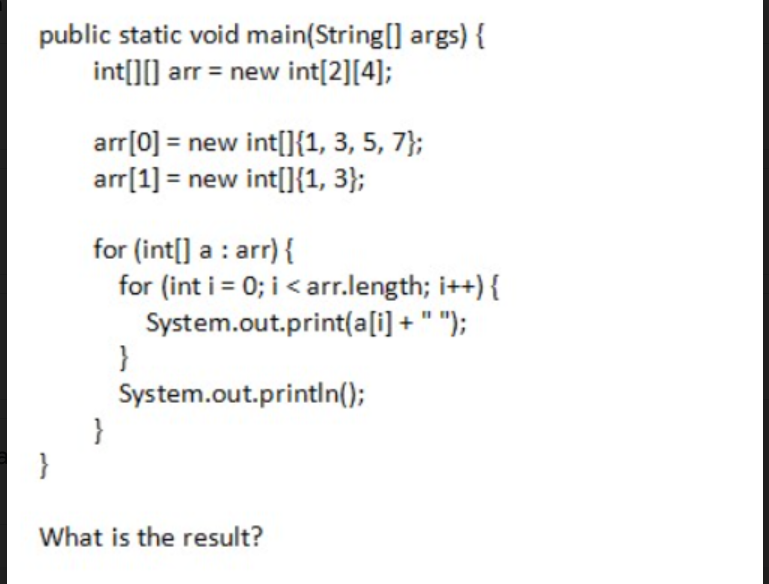 public static void main(String[] args) {
int[][] arr = new int[2][4];
arr[0] = new int[]{1, 3, 5, 7};
arr[1] = new int[]{1, 3};
for (int[] a : arr) {
for (int i = 0; i < arr.length; i++) {
System.out.print(a[i] + " ");
}
System.out.println();
}
}
What is the result?